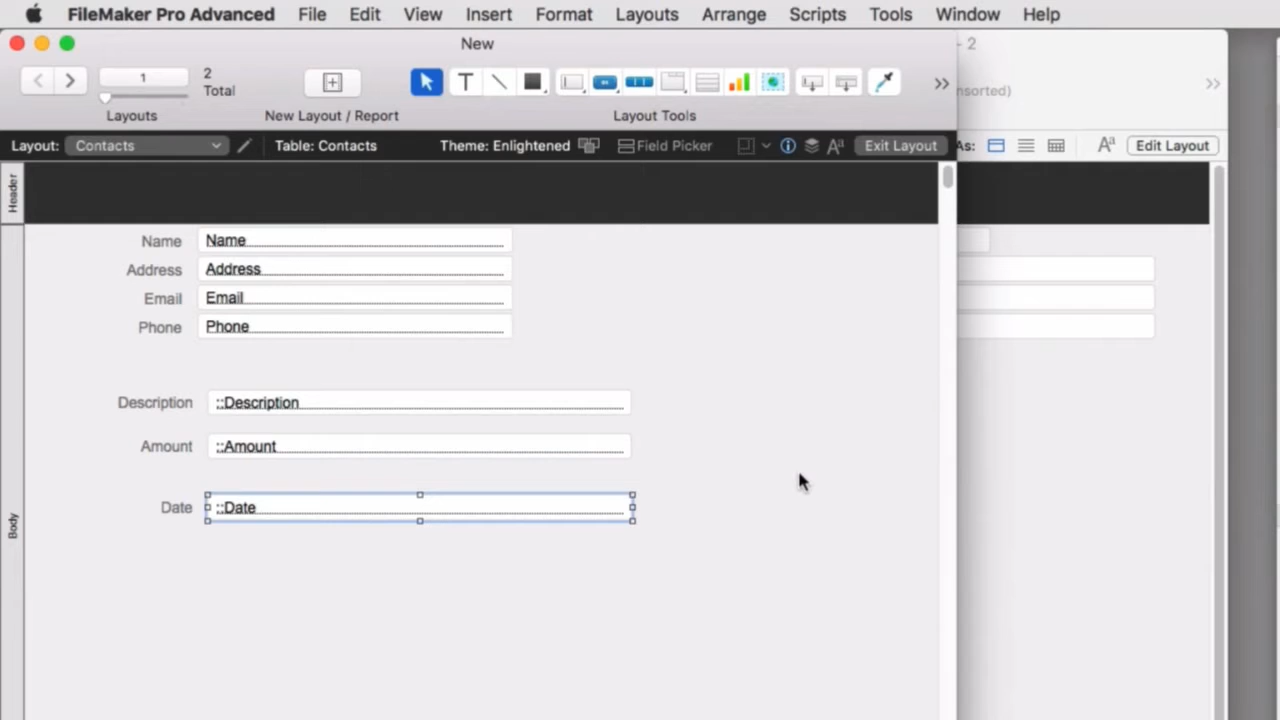 FileMaker Pro Advanced File Edit View Insert Format Layouts Arrange Scripts Tools Window Help
New
- 2
1
2
Total
nsorted)
Layouts
New Layout / Report
Layout Tools
Layout: Contacts
Table: Contacts
Theme: Enlightened
Field Picker
Exit Layout
As:
Edit Layout
Header
Name Name
Address Address
Email Email
Phone Phone
Description ::Description
Amount ::Amount
Date ::Date
Body